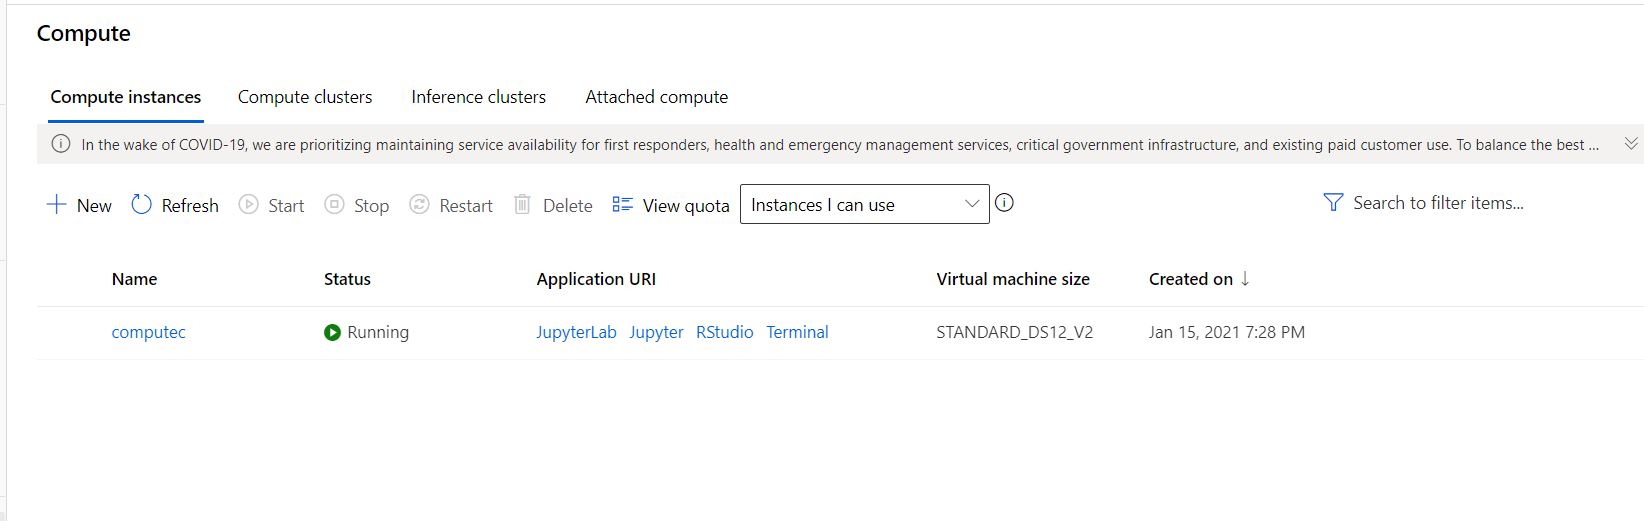 Compute
Compute instances Compute clusters Inference clusters Attached compute
In the wake of COVID-19, we are prioritizing maintaining service availability for first responders, health and emergency management services, critical government infrastructure, and existing paid customer use. To balance the best ...
New Refresh Start Stop Restart Delete View quota Instances I can use Search to filter items...
Name Status Application URI Virtual machine size Created on ↓
computec Running JupyterLab Jupyter RStudio Terminal STANDARD_DS12_V2 Jan 15, 2021 7:28 PM